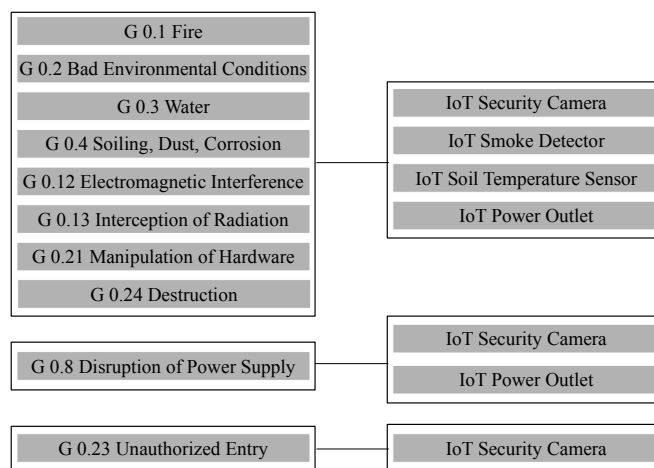 G 0.1 Fire
G 0.2 Bad Environmental Conditions
G 0.3 Water
G 0.4 Soiling, Dust, Corrosion
G 0.12 Electromagnetic Interference
G 0.13 Interception of Radiation
G 0.21 Manipulation of Hardware
G 0.24 Destruction
IoT Security Camera
IoT Smoke Detector
IoT Soil Temperature Sensor
IoT Power Outlet
G 0.8 Disruption of Power Supply
IoT Security Camera
IoT Power Outlet
G 0.23 Unauthorized Entry
IoT Security Camera